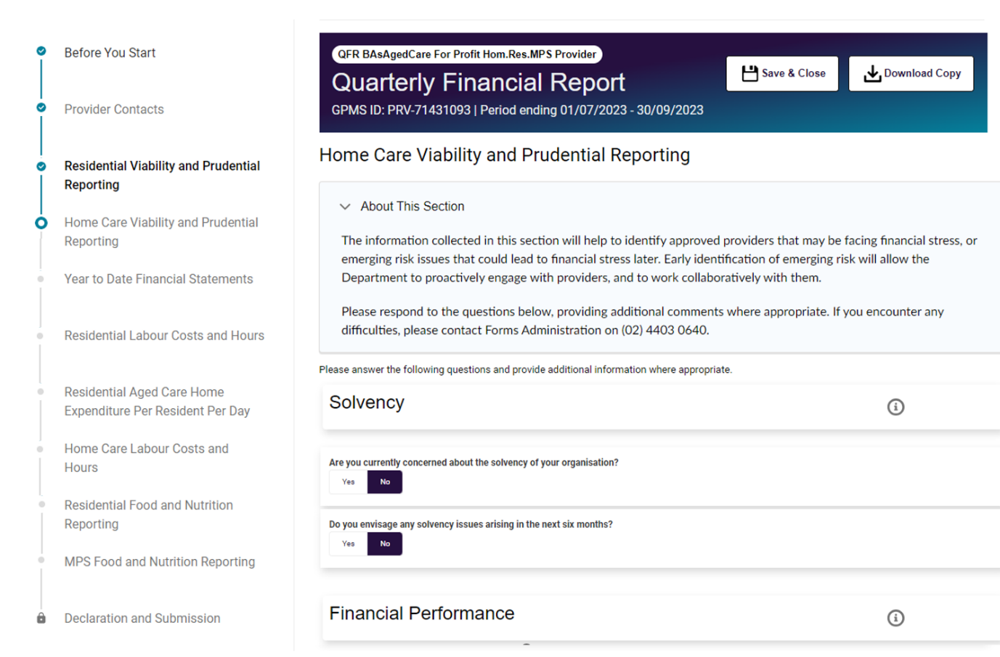 Before You Start
Provider Contacts
Residential Viability and Prudential
Reporting
Home Care Viability and Prudential
Reporting
Year to Date Financial Statements
Residential Labour Costs and Hours
Residential Aged Care Home
Expenditure Per Resident Per Day
Home Care Labour Costs and
Hours
Residential Food and Nutrition
Reporting
MPS Food and Nutrition Reporting
Declaration and Submission
QFR BAsAgedCare For Profit Hom.Res.MPS Provider
Quarterly Financial Report
GPMS ID: PRV-71431093 | Period ending 01/07/2023 - 30/09/2023
Save & Close
Download Copy
Home Care Viability and Prudential Reporting
About This Section
The information collected in this section will help to identify approved providers that may be facing financial stress, or
emerging risk issues that could lead to financial stress later. Early identification of emerging risk will allow the
Department to proactively engage with providers, and to work collaboratively with them.
Please respond to the questions below, providing additional comments where appropriate. If you encounter any
difficulties, please contact Forms Administration on (02) 4403 0640.
Please answer the following questions and provide additional information where appropriate.
Solvency
Are you currently concerned about the solvency of your organisation?
Yes No
Do you envisage any solvency issues arising in the next six months?
Yes No
Financial Performance